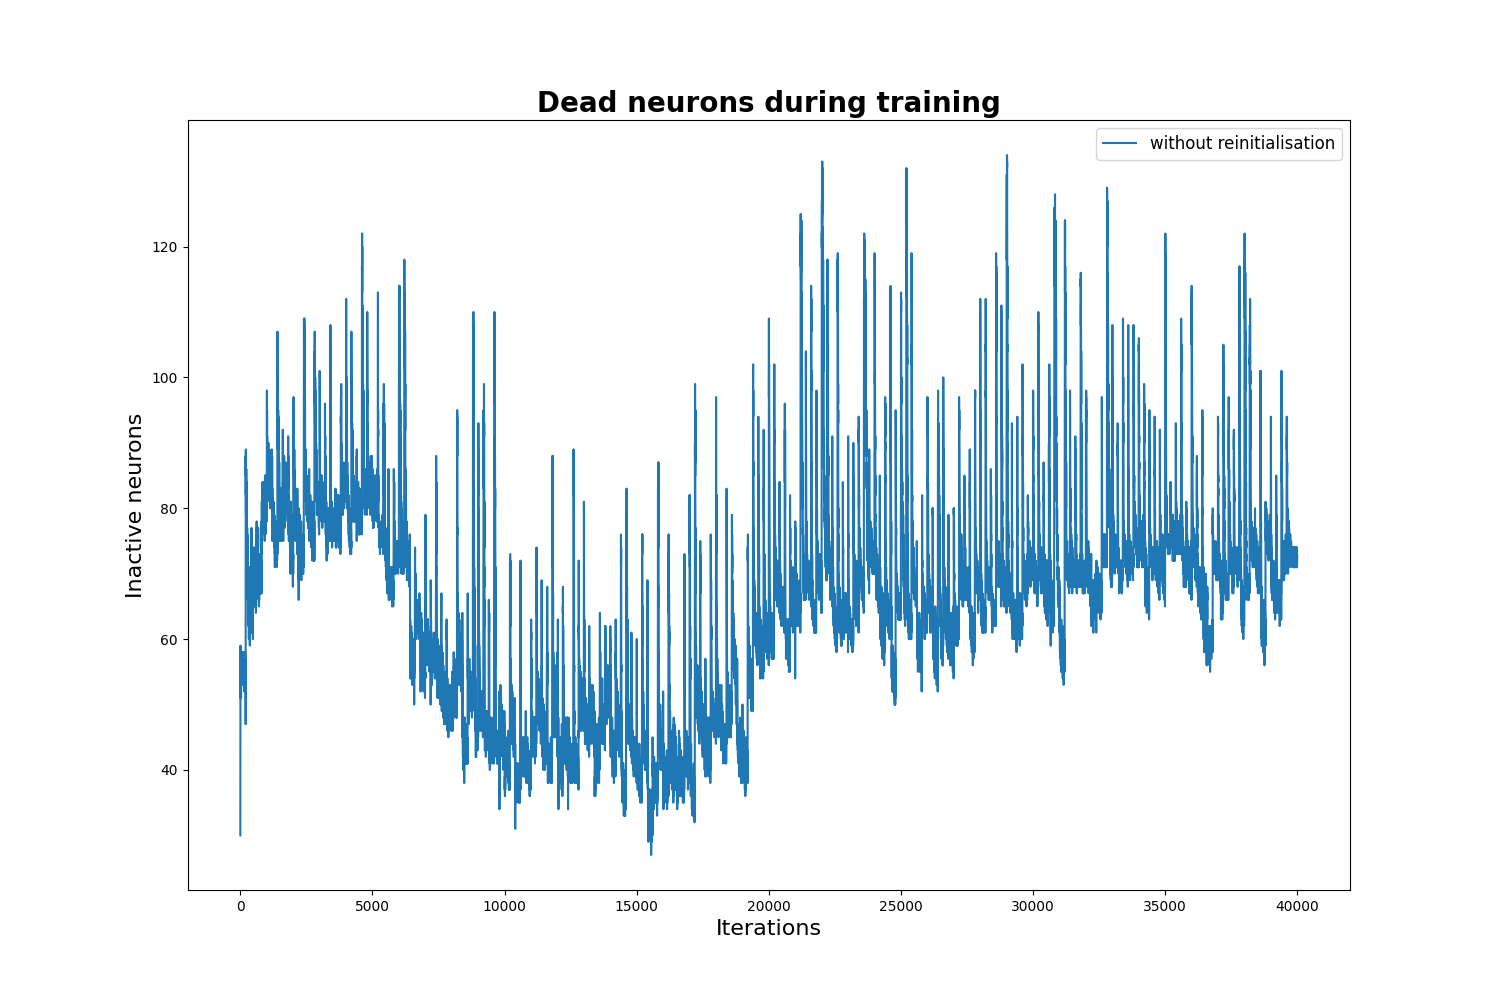 Dead neurons during training
without reinitialisation
120
100
80
60
40
Inactive neurons
0 5000 10000 15000 20000 25000 30000 35000 40000
Iterations